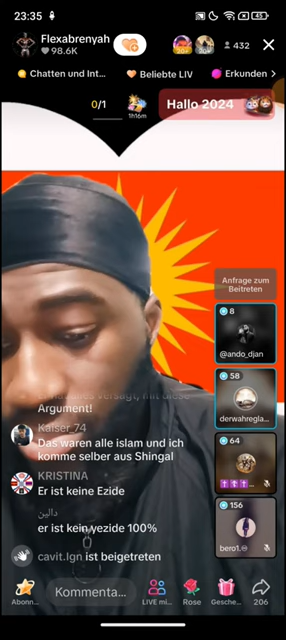 23:35
45
Flexabrenyah
98.6K
20+
432
Chatten und Int...
Beliebte LIV
Erkunden
0/1
1h16m
Hallo 2024
Anfrage zum
Beitreten
8
@ando_djan
58
derwahregla...
64
156
bero1.
Argument!
Kaiser_74
Das waren alle islam und ich
komme selber aus Shingal
KRISTINA
Er ist keine Ezide
دالين
er ist kein yezide 100%
cavit.lgn ist beigetreten
Abonn...
Kommenta...
LIVE mi...
Rose
Gesche...
206